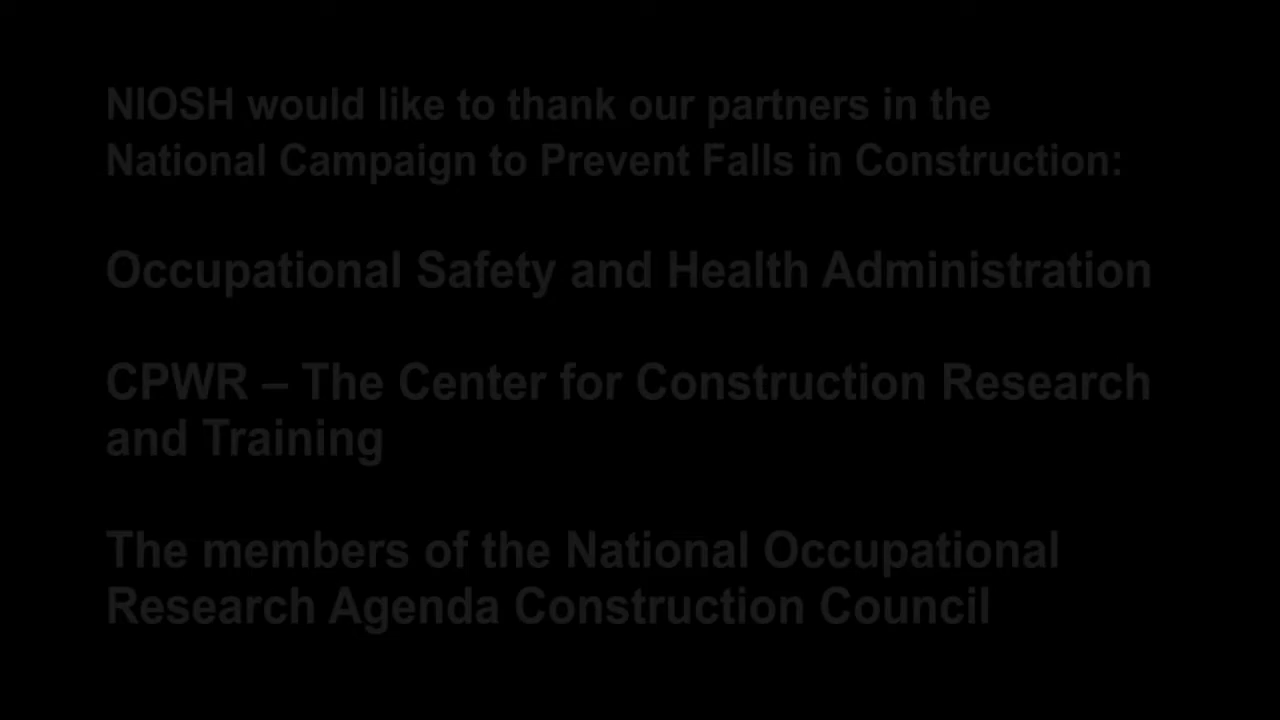 NIOSH would like to thank our partners in the
National Campaign to Prevent Falls in Construction:
Occupational Safety and Health Administration
CPWR – The Center for Construction Research
and Training
The members of the National Occupational
Research Agenda Construction Council